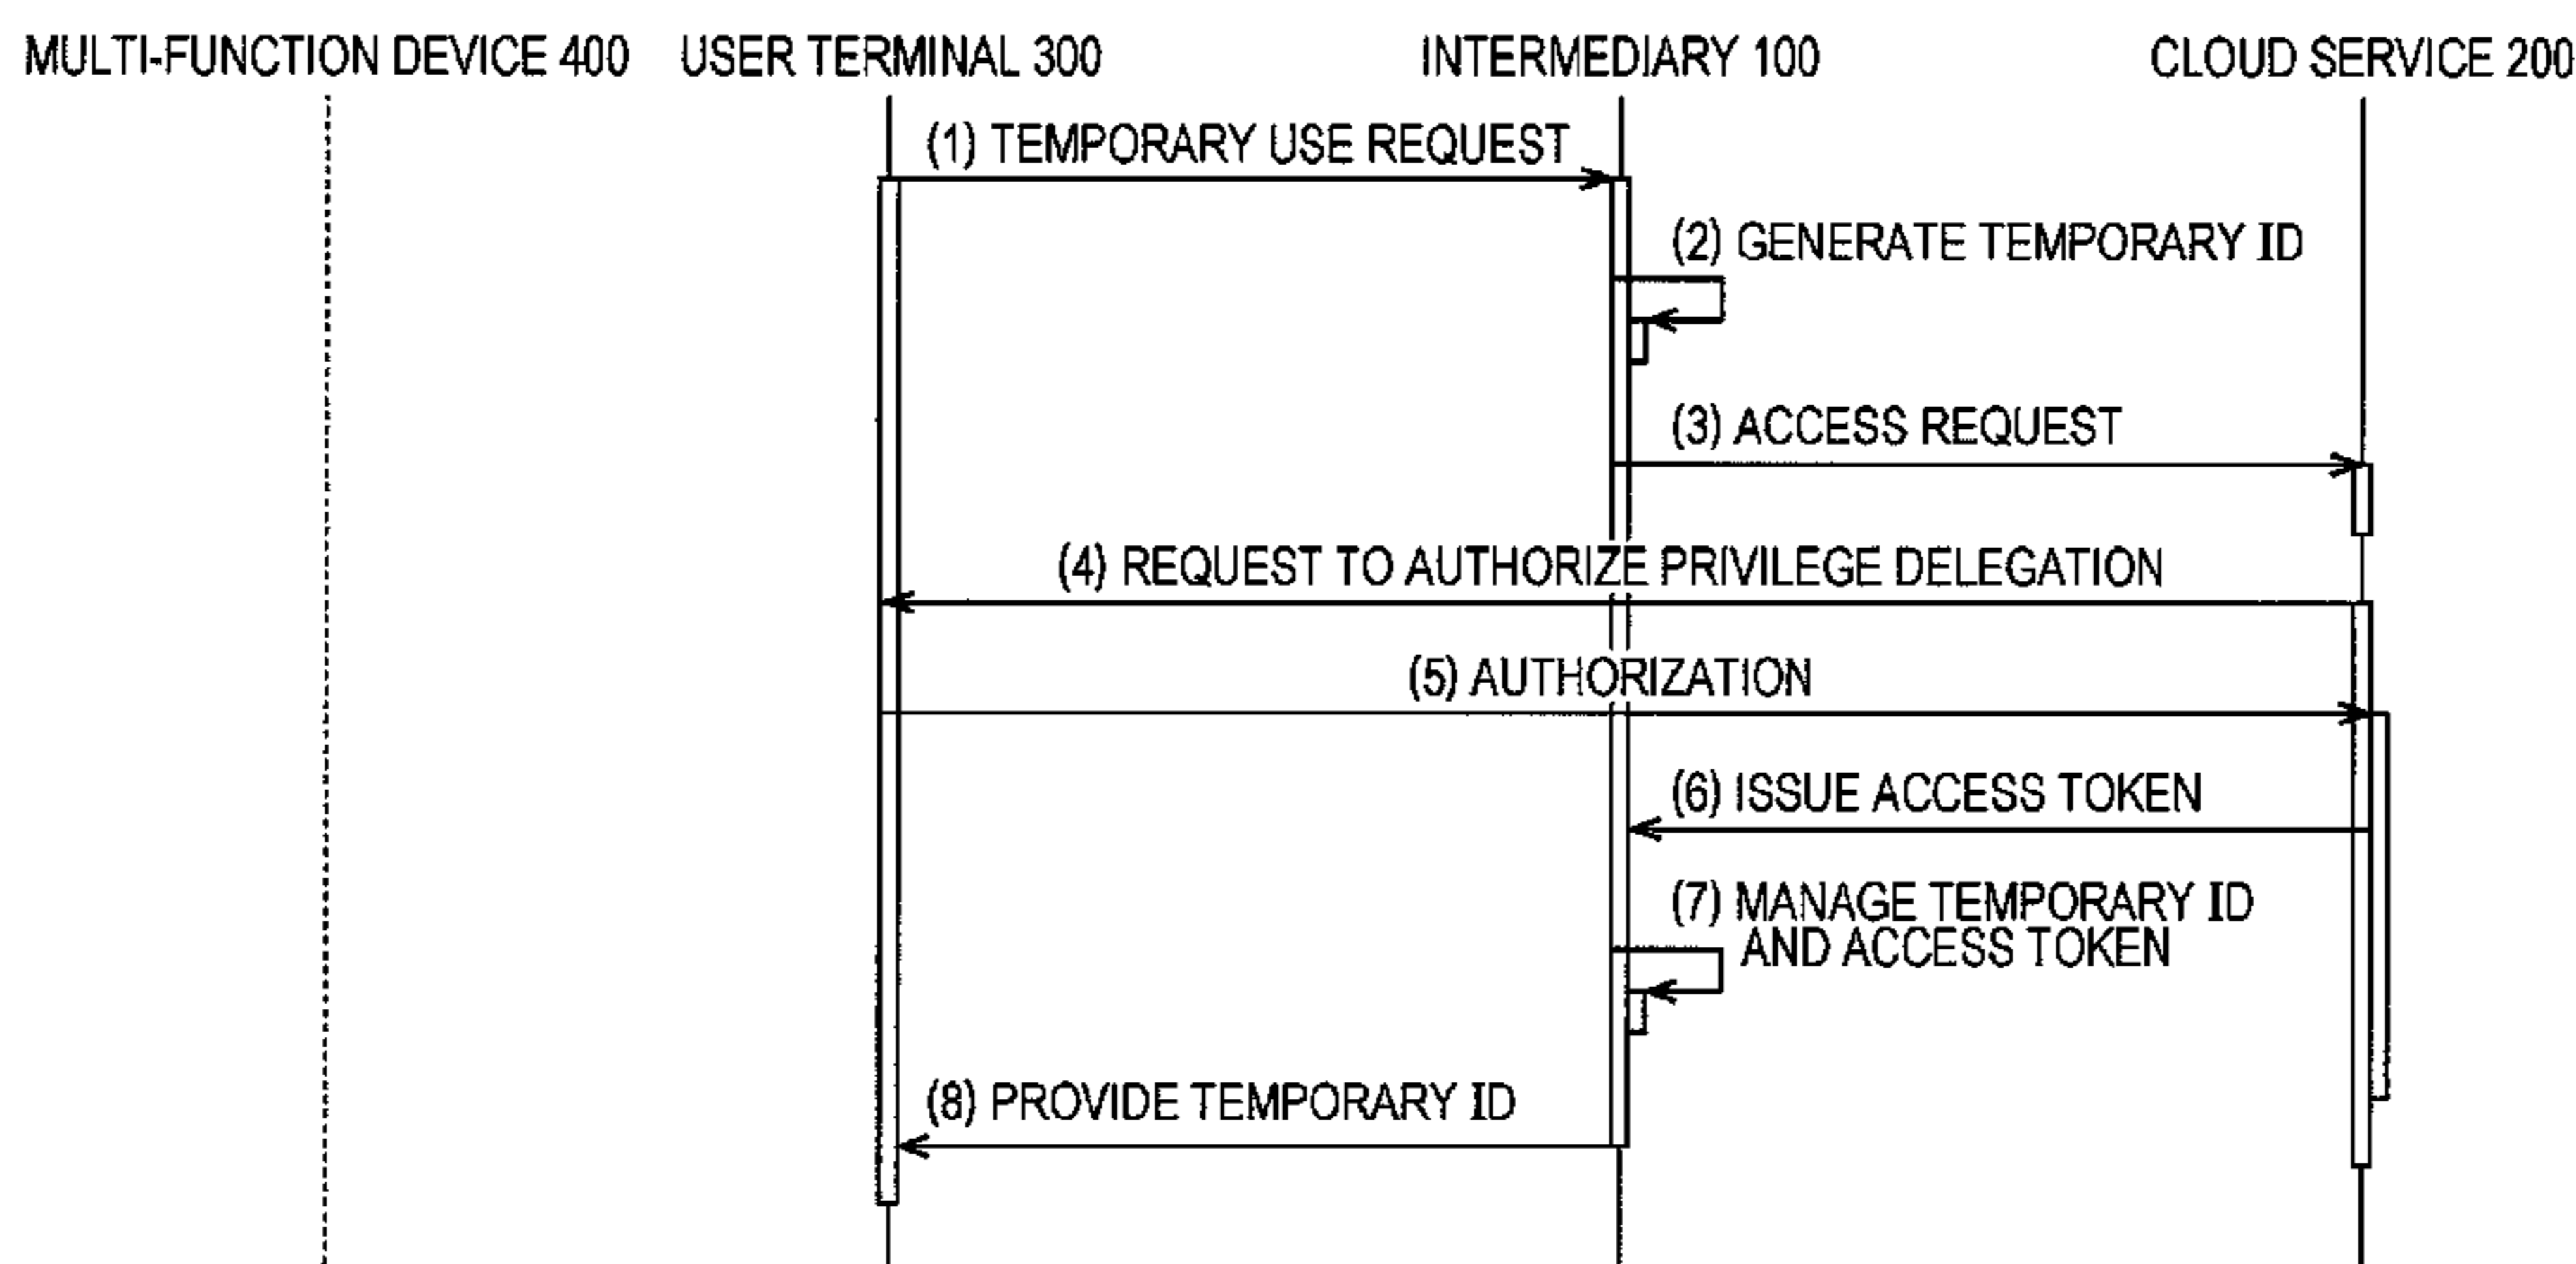 MULTI-FUNCTION DEVICE 400
USER TERMINAL 300
INTERMEDIARY 100
CLOUD SERVICE 200
(1) TEMPORARY USE REQUEST
(2) GENERATE TEMPORARY ID
(3) ACCESS REQUEST
(4) REQUEST TO AUTHORIZE PRIVILEGE DELEGATION
(5) AUTHORIZATION
(6) ISSUE ACCESS TOKEN
(7) MANAGE TEMPORARY ID
AND ACCESS TOKEN
(8) PROVIDE TEMPORARY ID